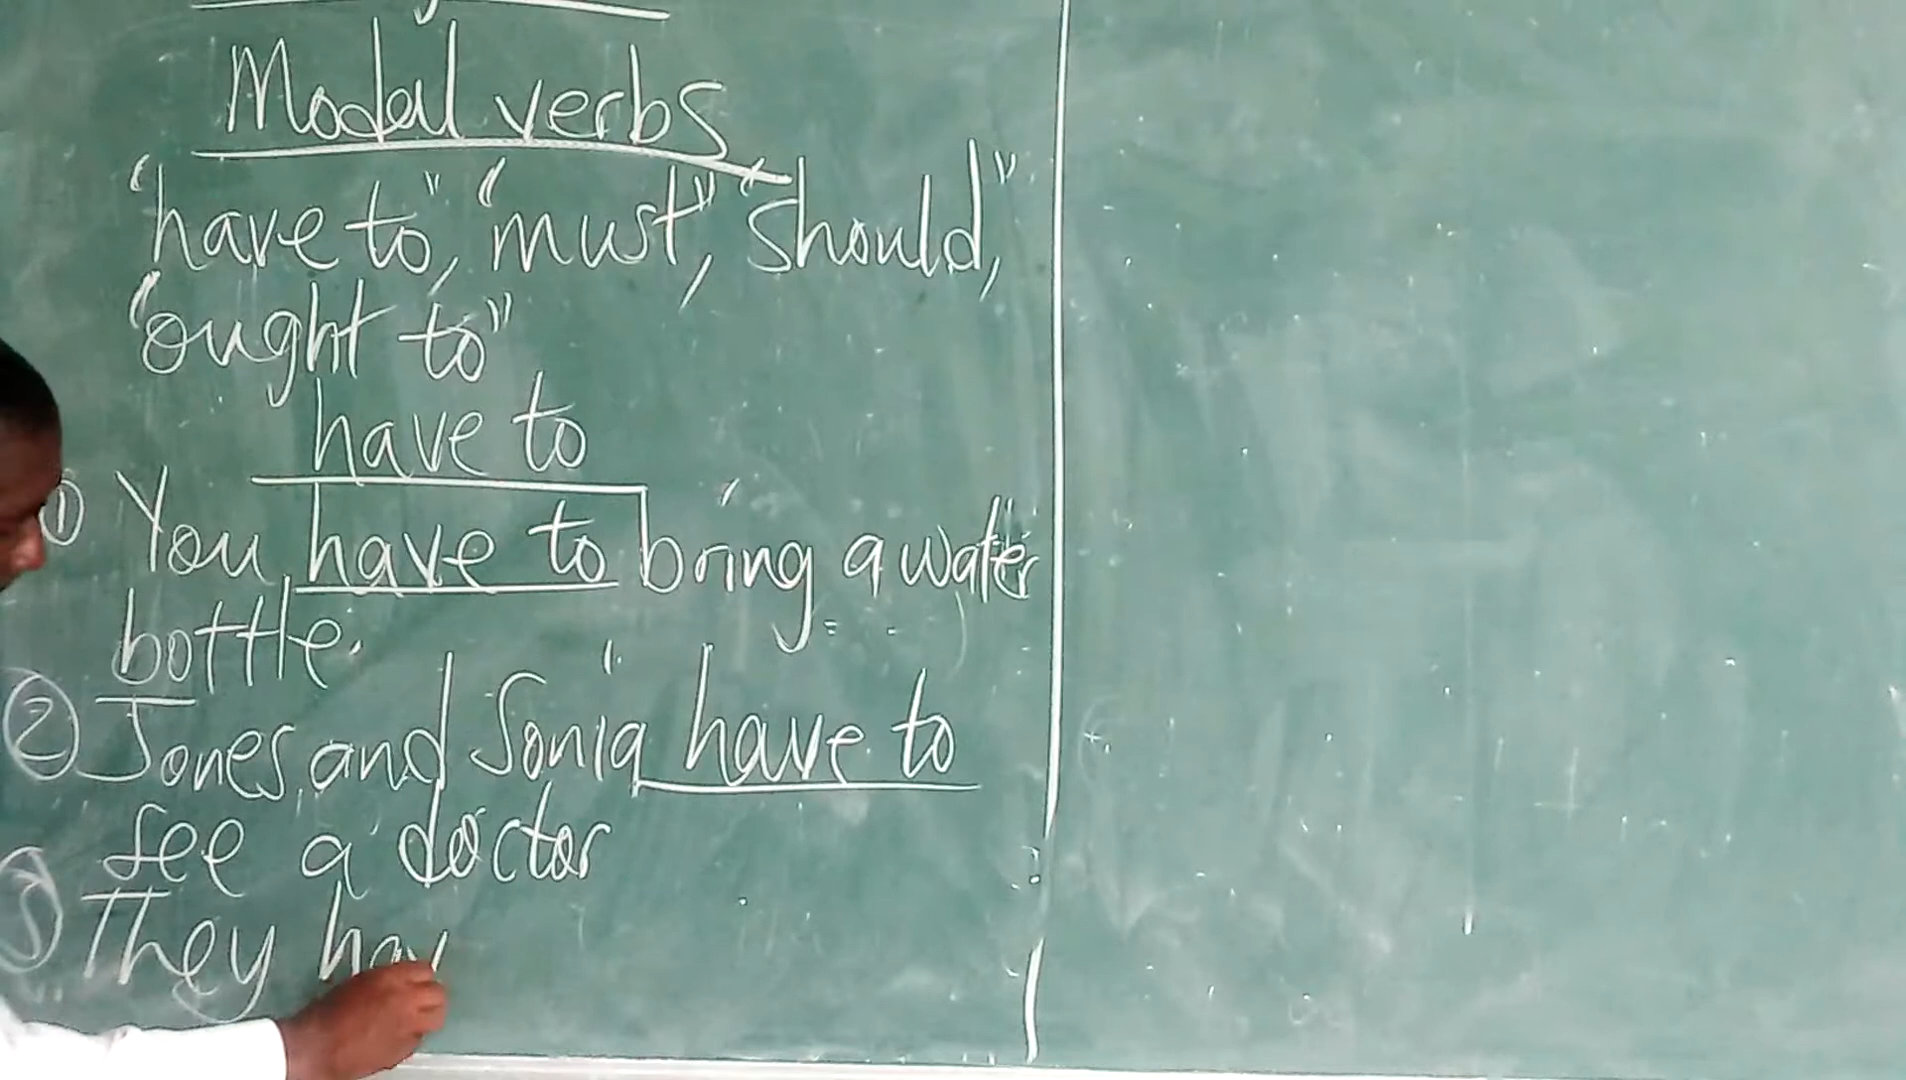 Modal verbs
"have to", "must", "should,"
"ought to"
have to
① You have to bring a water
bottle.
② Jones and Sonia have to
see a doctor
③ They hav